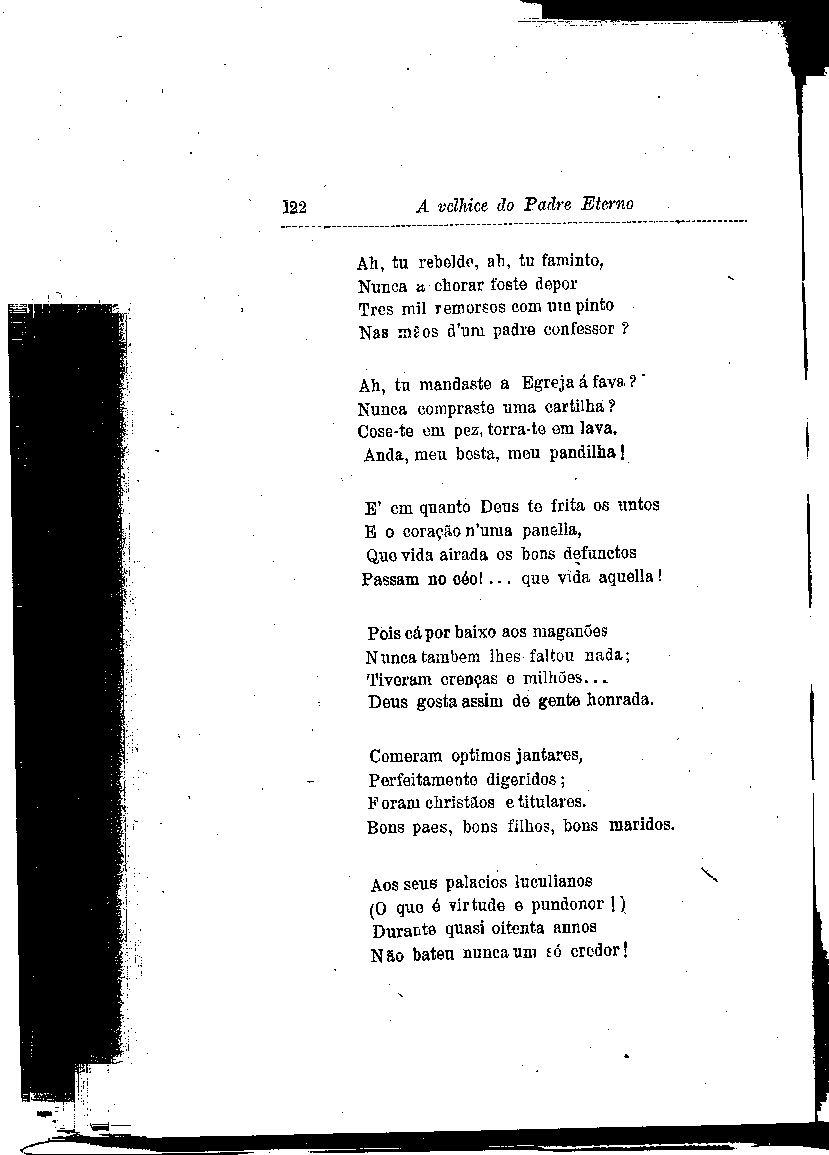 122 A velhice do Padre Eterno
Ah, tu rebelde, ah, tu faminto,
Nunca a chorar foste depor
Tres mil remorsos com um pinto
Nas mãos d'um padre confessor ?
Ah, tu mandaste a Egreja á fava ?
Nunca compraste uma cartilha ?
Cose-te em pez, torra-te em lava,
Anda, meu besta, meu pandilha !
E' em quanto Deus te frita os untos
E o coração n'uma panella,
Que vida airada os bons defunctos
Passam no céo! ... que vida aquella !
Pois cá por baixo aos maganões
Nunca tambem lhes faltou nada;
Tiveram crenças e milhões...
Deus gosta assim de gente honrada.
Comeram optimos jantares,
Perfeitamente digeridos ;
Foram christãos e titulares.
Bons paes, bons filhos, bons maridos.
Aos seus palacios luculianos
(O que é virtude e pundonor !)
Durante quasi oitenta annos
Não bateu nunca um só credor !